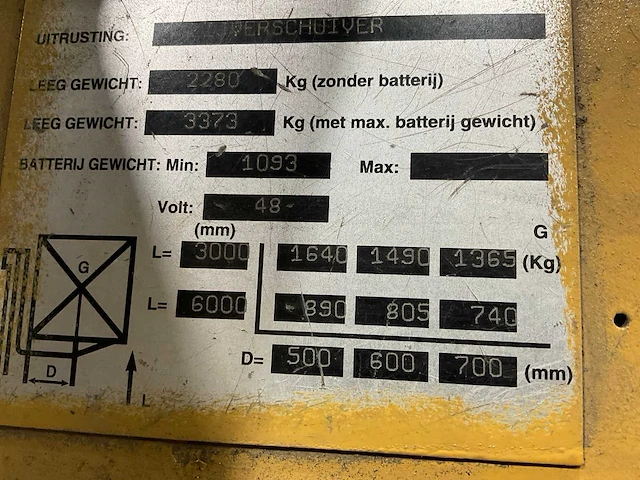 UITRUSTING: ZIJVERSCHUIVER
LEEG GEWICHT: 2280 Kg (zonder batterij)
LEEG GEWICHT: 3373 Kg (met max. batterij gewicht)
BATTERIJ GEWICHT: Min: 1093 Max:
Volt: 48-
(mm) G
L= 3000 1640 1490 1365 (Kg)
L= 6000 890 805 740
D= 500 600 700 (mm)
G
D
L